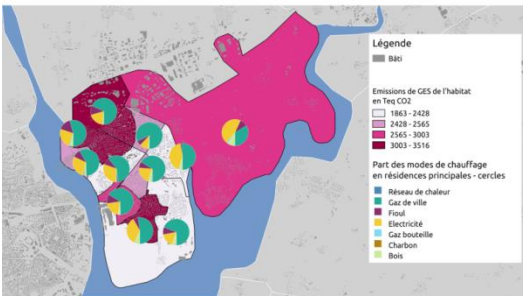 Légende
Bâti
Emissions de GES de l'habitat
en Teq CO2
1863 - 2428
2428 - 2565
2565 - 3003
3003 - 3516
Part des modes de chauffage
en résidences principales - cercles
Réseau de chaleur
Gaz de ville
Fioul
Electricité
Gaz bouteille
Charbon
Bois